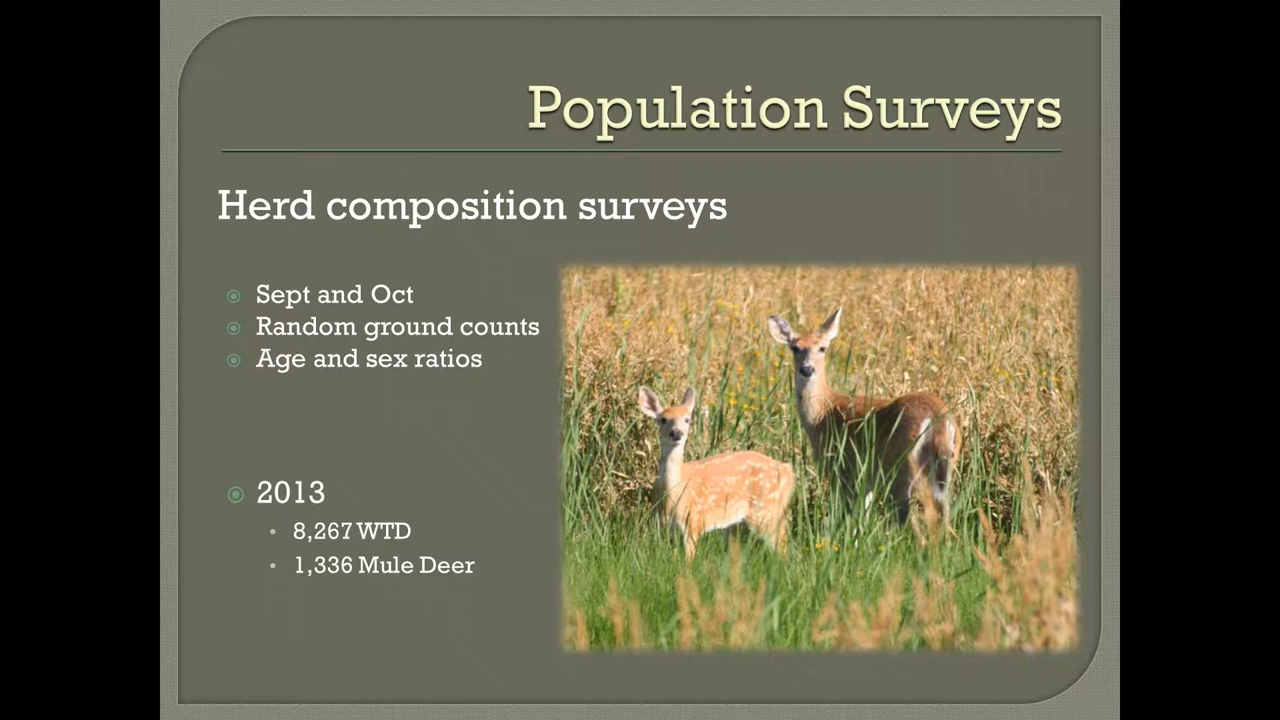 Population Surveys
Herd composition surveys
Sept and Oct
Random ground counts
Age and sex ratios
2013
8,267 WTD
1,336 Mule Deer